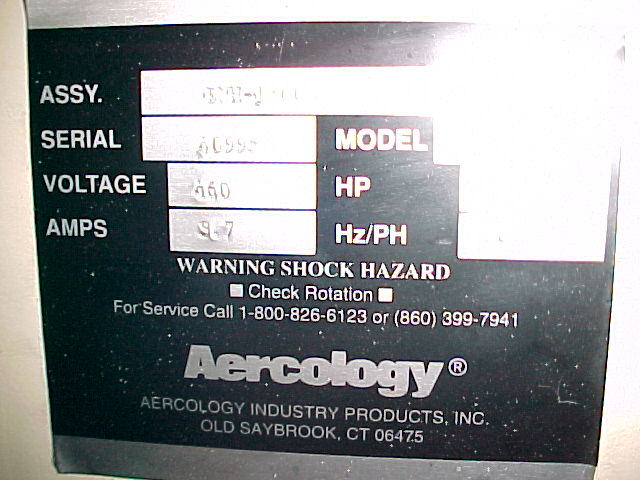 ASSY.
SERIAL MODEL
VOLTAGE 460 HP
AMPS Hz/PH
WARNING SHOCK HAZARD
Check Rotation
For Service Call 1-800-826-6123 or (860) 399-7941
Aercology®
AERCOLOGY INDUSTRY PRODUCTS, INC.
OLD SAYBROOK, CT 06475